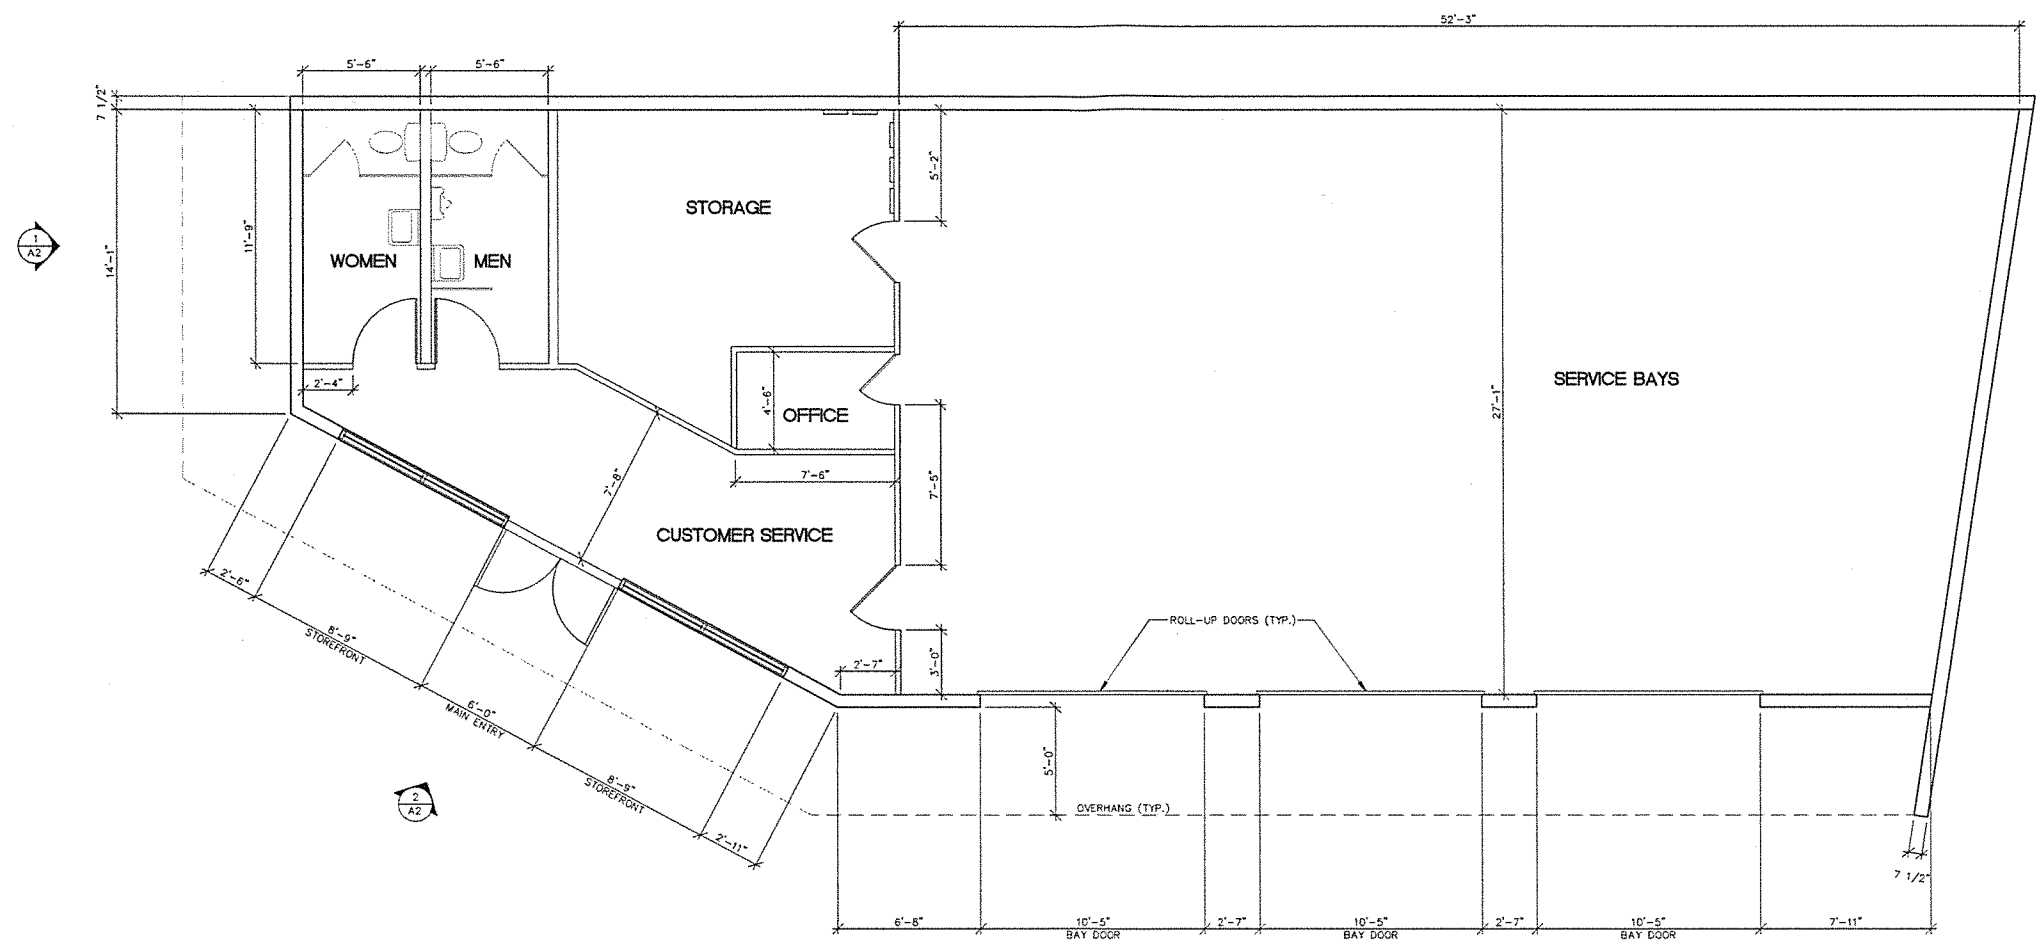 52'-3"
5'-6"
5'-6"
7 1/2"
5'-2"
STORAGE
1
A2
11'-9"
14'-1"
WOMEN
MEN
SERVICE BAYS
2'-4"
4'-6"
OFFICE
27'-1"
7'-6"
7'-8"
7'-5"
CUSTOMER SERVICE
2'-6"
8'-9"
STOREFRONT
ROLL-UP DOORS (TYP.)
2'-7"
3'-0"
6'-0"
MAIN ENTRY
5'-0"
8'-9"
STOREFRONT
2
A2
OVERHANG (TYP.)
2'-11"
7 1/2"
6'-8"
10'-5"
BAY DOOR
2'-7"
10'-5"
BAY DOOR
2'-7"
10'-5"
BAY DOOR
7'-11"